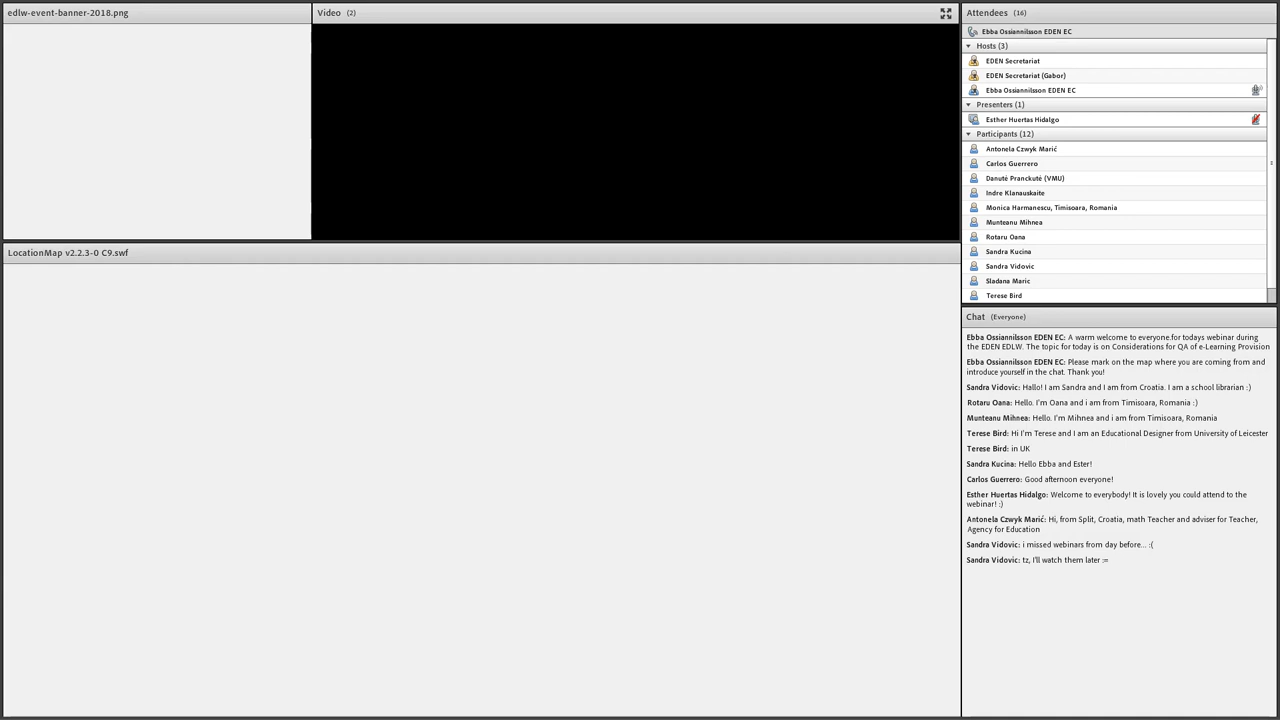 edlw-event-banner-2018.png
Video (2)
Attendees (16)
Ebba Ossiannilsson EDEN EC
Hosts (3)
EDEN Secretariat
EDEN Secretariat (Gabor)
Ebba Ossiannilsson EDEN EC
Presenters (1)
Esther Huertas Hidalgo
Participants (12)
Antonela Czwyk Marić
Carlos Guerrero
Danutė Pranckutė (VMU)
Indre Klanauskaite
Monica Harmanescu, Timisoara, Romania
Munteanu Mihnea
Rotaru Oana
Sandra Kucina
Sandra Vidovic
Sladana Maric
Terese Bird
LocationMap v2.2.3-0 C9.swf
Chat (Everyone)
Ebba Ossiannilsson EDEN EC: A warm welcome to everyone.for todays webinar during
the EDEN EDLW. The topic for today is on Considerations for QA of e-Learning Provision
Ebba Ossiannilsson EDEN EC: Please mark on the map where you are coming from and
introduce yourself in the chat. Thank you!
Sandra Vidovic: Hallo! I am Sandra and I am from Croatia. I am a school librarian :)
Rotaru Oana: Hello. I'm Oana and i am from Timisoara, Romania :)
Munteanu Mihnea: Hello. I'm Mihnea and i am from Timisoara, Romania
Terese Bird: Hi I'm Terese and I am an Educational Designer from University of Leicester
Terese Bird: in UK
Sandra Kucina: Hello Ebba and Ester!
Carlos Guerrero: Good afternoon everyone!
Esther Huertas Hidalgo: Welcome to everybody! It is lovely you could attend to the
webinar! :)
Antonela Czwyk Marić: Hi, from Split, Croatia, math Teacher and adviser for Teacher,
Agency for Education
Sandra Vidovic: i missed webinars from day before... :(
Sandra Vidovic: tz, I'll watch them later :=